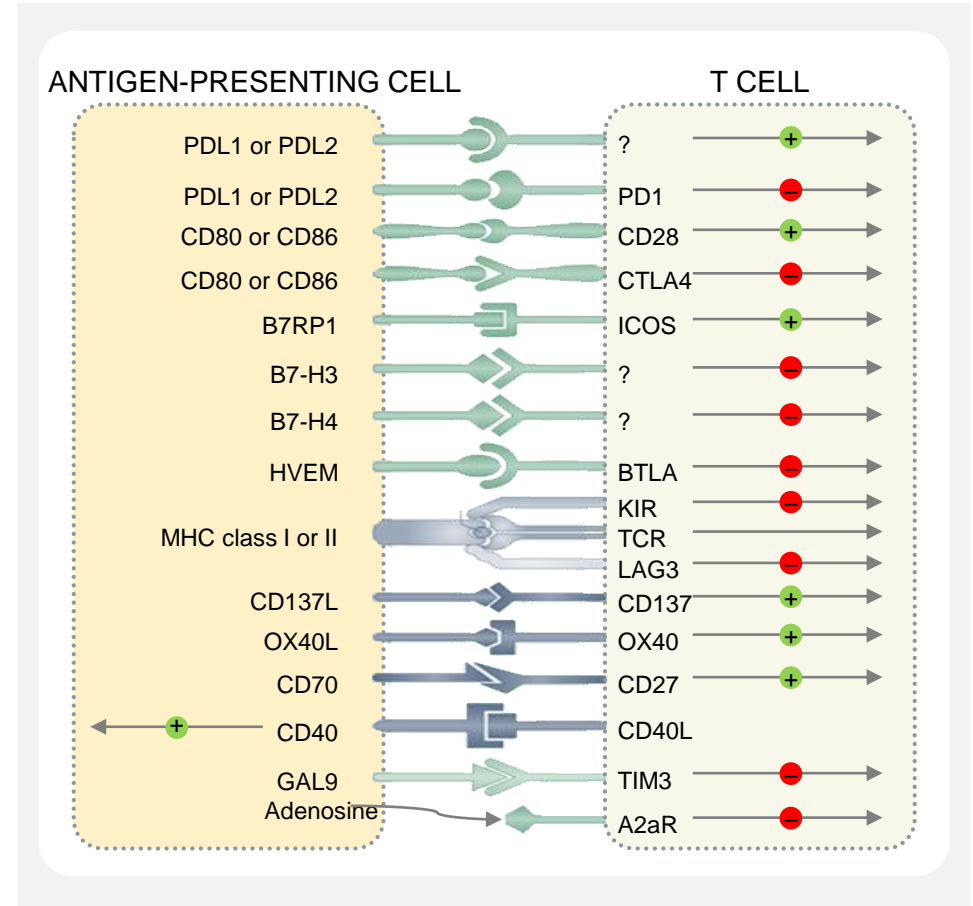 ANTIGEN-PRESENTING CELL T CELL
PDL1 or PDL2 ? +
PDL1 or PDL2 PD1 −
CD80 or CD86 CD28 +
CD80 or CD86 CTLA4 −
B7RP1 ICOS +
B7-H3 ? −
B7-H4 ? −
HVEM BTLA −
KIR −
MHC class I or II TCR
LAG3 −
CD137L CD137 +
OX40L OX40 +
CD70 CD27 +
+ CD40 CD40L
GAL9 TIM3 −
Adenosine A2aR −